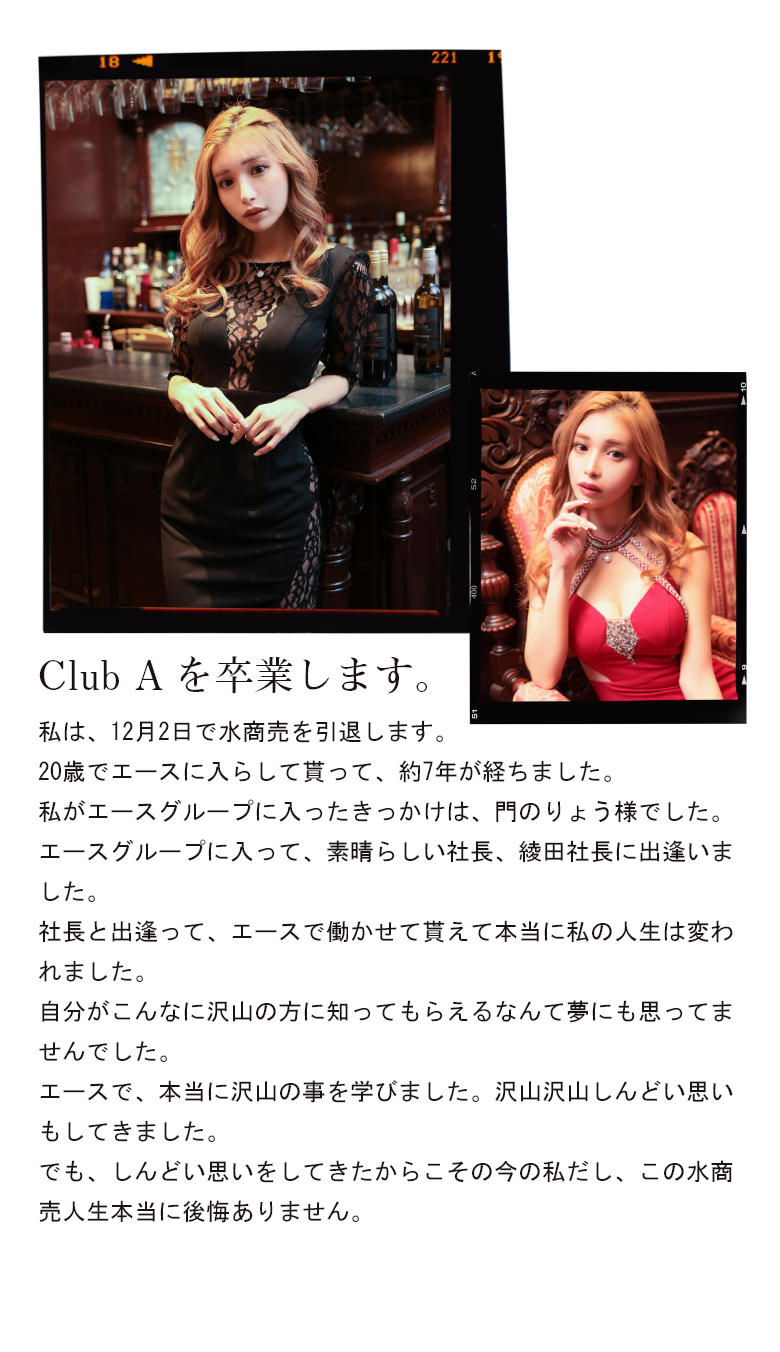 18
221
19
A
10
52
400
9
51
Club A を卒業します。
私は、12月2日で水商売を引退します。
20歳でエースに入らして貰って、約7年が経ちました。
私がエースグループに入ったきっかけは、門のりょう様でした。
エースグループに入って、素晴らしい社長、綾田社長に出逢いま
した。
社長と出逢って、エースで働かせて貰えて本当に私の人生は変わ
れました。
自分がこんなに沢山の方に知ってもらえるなんて夢にも思ってま
せんでした。
エースで、本当に沢山の事を学びました。沢山沢山しんどい思い
もしてきました。
でも、しんどい思いをしてきたからこその今の私だし、この水商
売人生本当に後悔ありません。